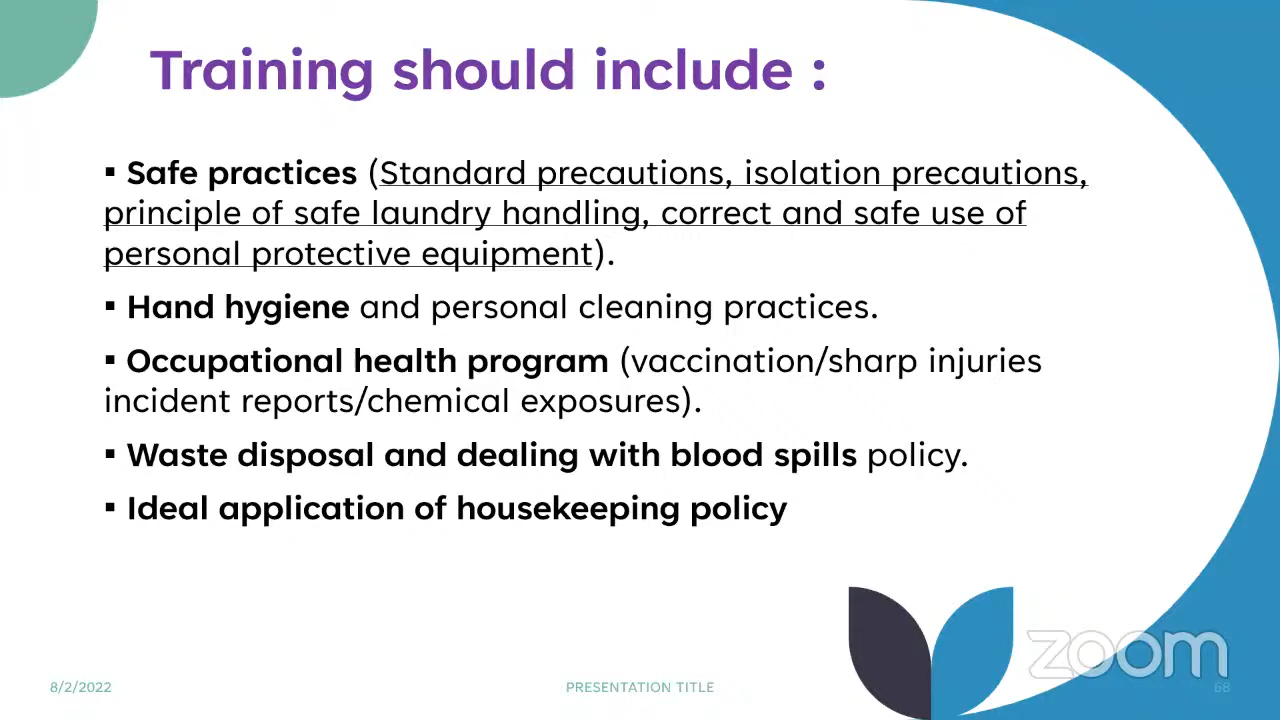 Training should include :
▪ Safe practices (Standard precautions, isolation precautions,
principle of safe laundry handling, correct and safe use of
personal protective equipment).
▪ Hand hygiene and personal cleaning practices.
▪ Occupational health program (vaccination/sharp injuries
incident reports/chemical exposures).
▪ Waste disposal and dealing with blood spills policy.
▪ Ideal application of housekeeping policy
zoom
8/2/2022
PRESENTATION TITLE
68